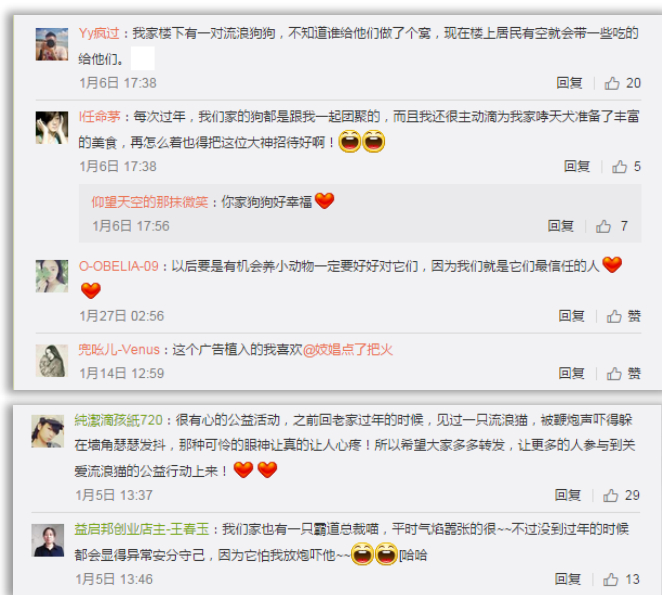 Yy疯过：我家楼下有一对流浪狗狗，不知道谁给他们做了个窝，现在楼上居民有空就会带一些吃的
给他们。
1月6日 17:38 回复 20
l任命茅：每次过年，我们家的狗都是跟我一起团聚的，而且我还很主动滴为我家哮天犬准备了丰富
的美食，再怎么着也得把这位大神招待好啊！
1月6日 17:38 回复 5
仰望天空的那抹微笑：你家狗狗好幸福
1月6日 17:56 回复 7
O-OBELIA-09：以后要是有机会养小动物一定要好好对它们，因为我们就是它们最信任的人
1月27日 02:56 回复 赞
兜吆儿-Venus：这个广告植入的我喜欢@妓娼点了把火
1月14日 12:59 回复 赞
純潔滴孩紙720：很有心的公益活动，之前回老家过年的时候，见过一只流浪猫，被鞭炮声吓得躲
在墙角瑟瑟发抖，那种可怜的眼神让真的让人心疼！所以希望大家多多转发，让更多的人参与到关
爱流浪猫的公益行动上来！
1月5日 13:37 回复 29
益启邦创业店主-王春玉：我们家也有一只霸道总裁喵，平时气焰嚣张的很~~不过没到过年的时候
都会显得异常安分守己，因为它怕我放炮吓他~~[哈哈
1月5日 13:46 回复 13